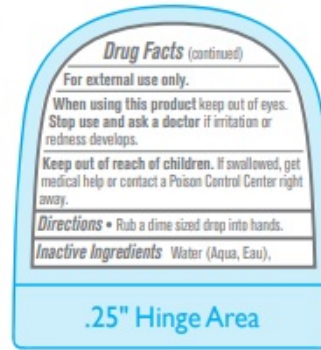 Drug Facts (continued)
For external use only.
When using this product keep out of eyes.
Stop use and ask a doctor if irritation or
redness develops.
Keep out of reach of children. If swallowed, get
medical help or contact a Poison Control Center right
away.
Directions • Rub a dime sized drop into hands.
Inactive Ingredients Water (Aqua, Eau),
.25" Hinge Area